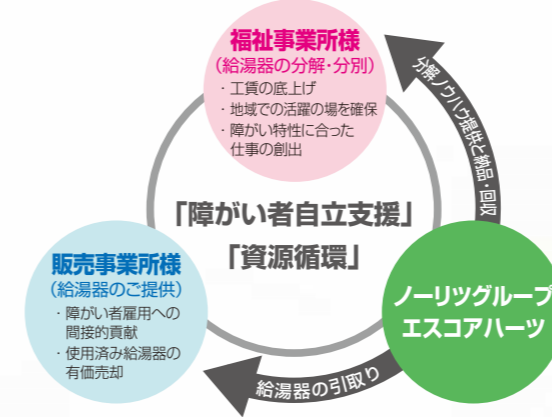 福祉事業所様
（給湯器の分解・分別）
・工賃の底上げ
・地域での活躍の場を確保
・障がい特性に合った
仕事の創出
分解ノウハウ提供と納品・回収
「障がい者自立支援」
「資源循環」
販売事業所様
（給湯器のご提供）
・障がい者雇用への
間接的貢献
・使用済み給湯器の
有価売却
ノーリツグループ
エスコアハーツ
給湯器の引取り